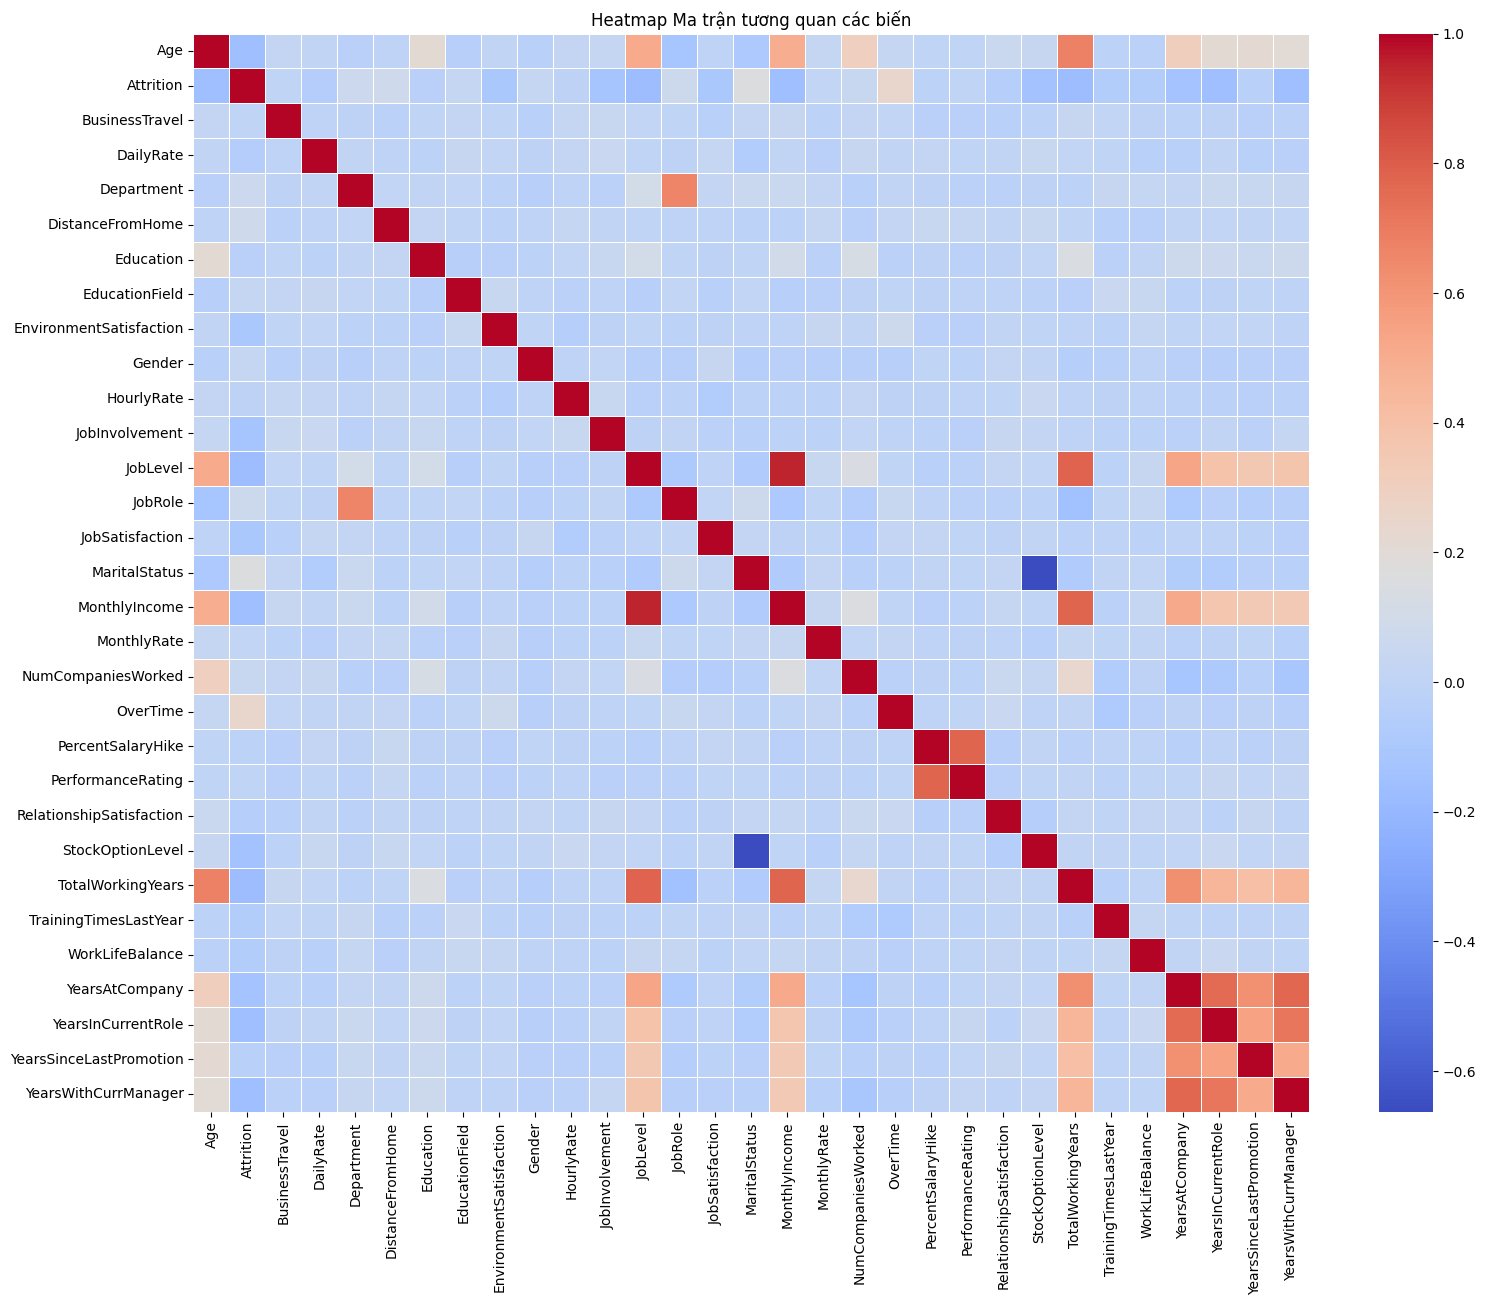 Heatmap Ma trận tương quan các biến
Age
Attrition
BusinessTravel
DailyRate
Department
DistanceFromHome
Education
EducationField
EnvironmentSatisfaction
Gender
HourlyRate
JobInvolvement
JobLevel
JobRole
JobSatisfaction
MaritalStatus
MonthlyIncome
MonthlyRate
NumCompaniesWorked
OverTime
PercentSalaryHike
PerformanceRating
RelationshipSatisfaction
StockOptionLevel
TotalWorkingYears
TrainingTimesLastYear
WorkLifeBalance
YearsAtCompany
YearsInCurrentRole
YearsSinceLastPromotion
YearsWithCurrManager
Age
Attrition
BusinessTravel
DailyRate
Department
DistanceFromHome
Education
EducationField
EnvironmentSatisfaction
Gender
HourlyRate
JobInvolvement
JobLevel
JobRole
JobSatisfaction
MaritalStatus
MonthlyIncome
MonthlyRate
NumCompaniesWorked
OverTime
PercentSalaryHike
PerformanceRating
RelationshipSatisfaction
StockOptionLevel
TotalWorkingYears
TrainingTimesLastYear
WorkLifeBalance
YearsAtCompany
YearsInCurrentRole
YearsSinceLastPromotion
YearsWithCurrManager
1.0
0.8
0.6
0.4
0.2
0.0
−0.2
−0.4
−0.6